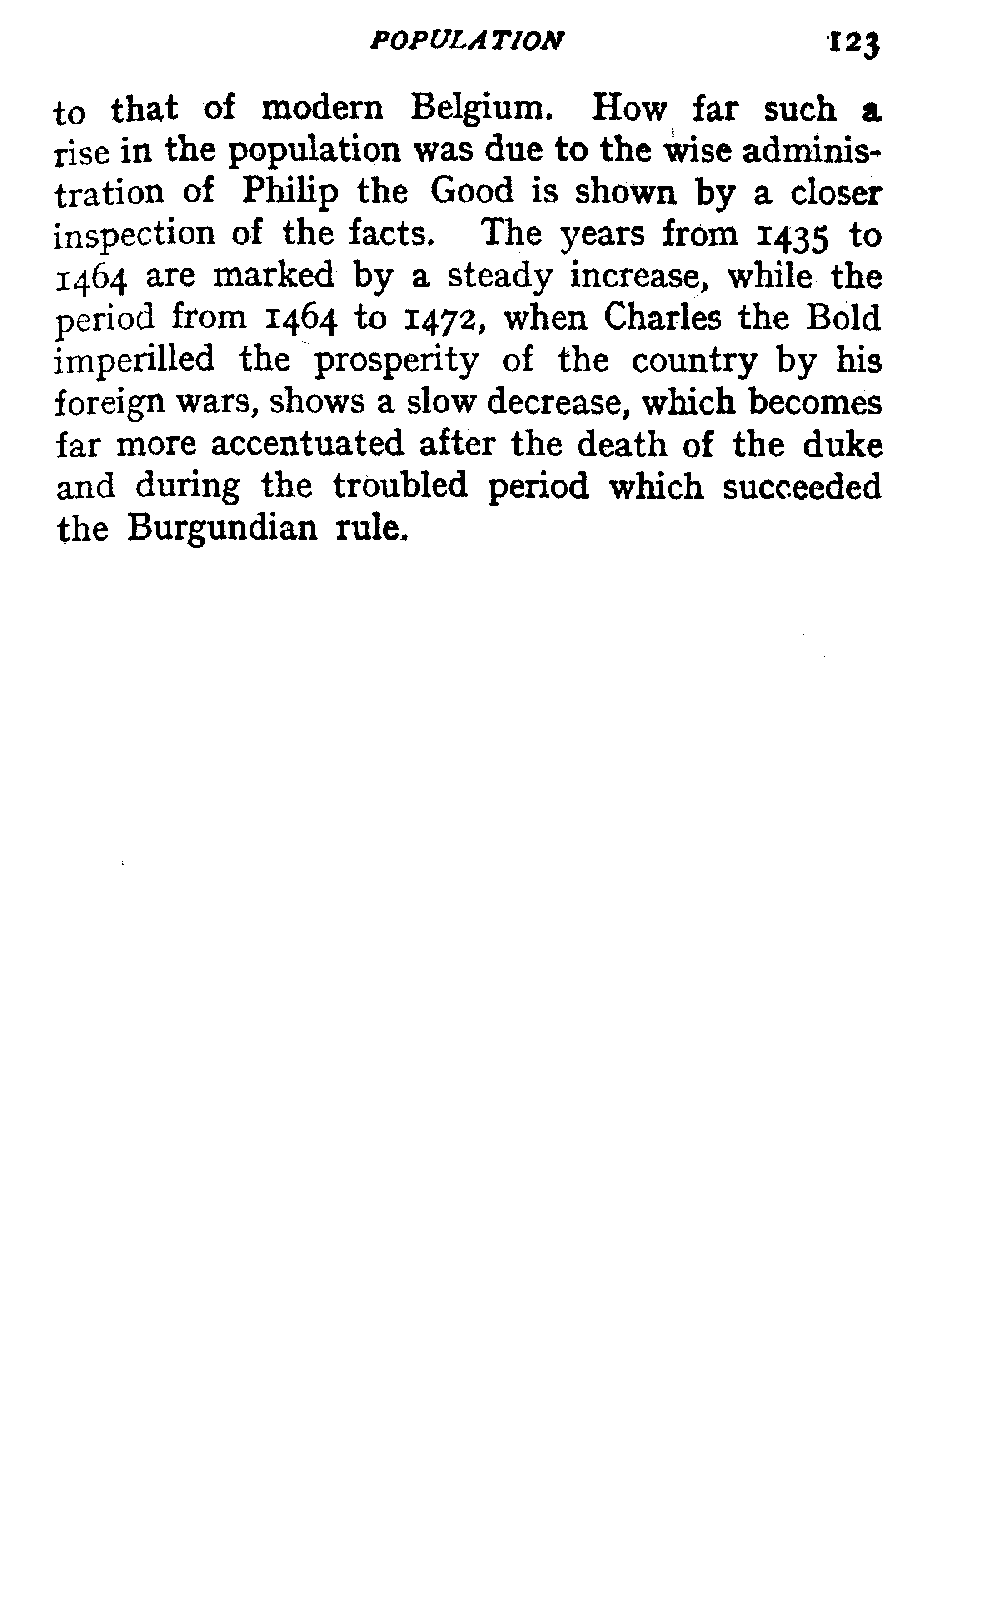 POPULATION 123
to that of modern Belgium. How far such a
rise in the population was due to the wise adminis-
tration of Philip the Good is shown by a closer
inspection of the facts. The years from 1435 to
1464 are marked by a steady increase, while the
period from 1464 to 1472, when Charles the Bold
imperilled the prosperity of the country by his
foreign wars, shows a slow decrease, which becomes
far more accentuated after the death of the duke
and during the troubled period which succeeded
the Burgundian rule.